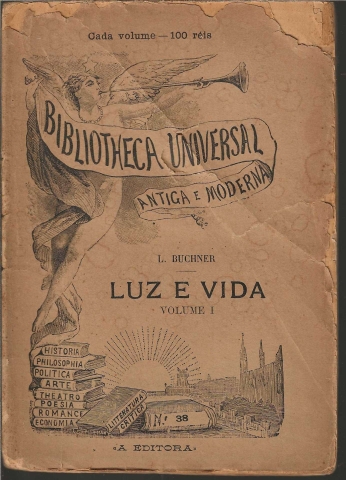 Cada volume — 100 réis
BIBLIOTHECA UNIVERSAL
ANTIGA E MODERNA
L. BUCHNER
LUZ E VIDA
VOLUME I
HISTORIA
PHILOSOPHIA
POLITICA
ARTE
THEATRO
POESIA
ROMANCE
ECONOMIA
LITTERATURA
CRITICA
N.º 38
«A EDITORA»